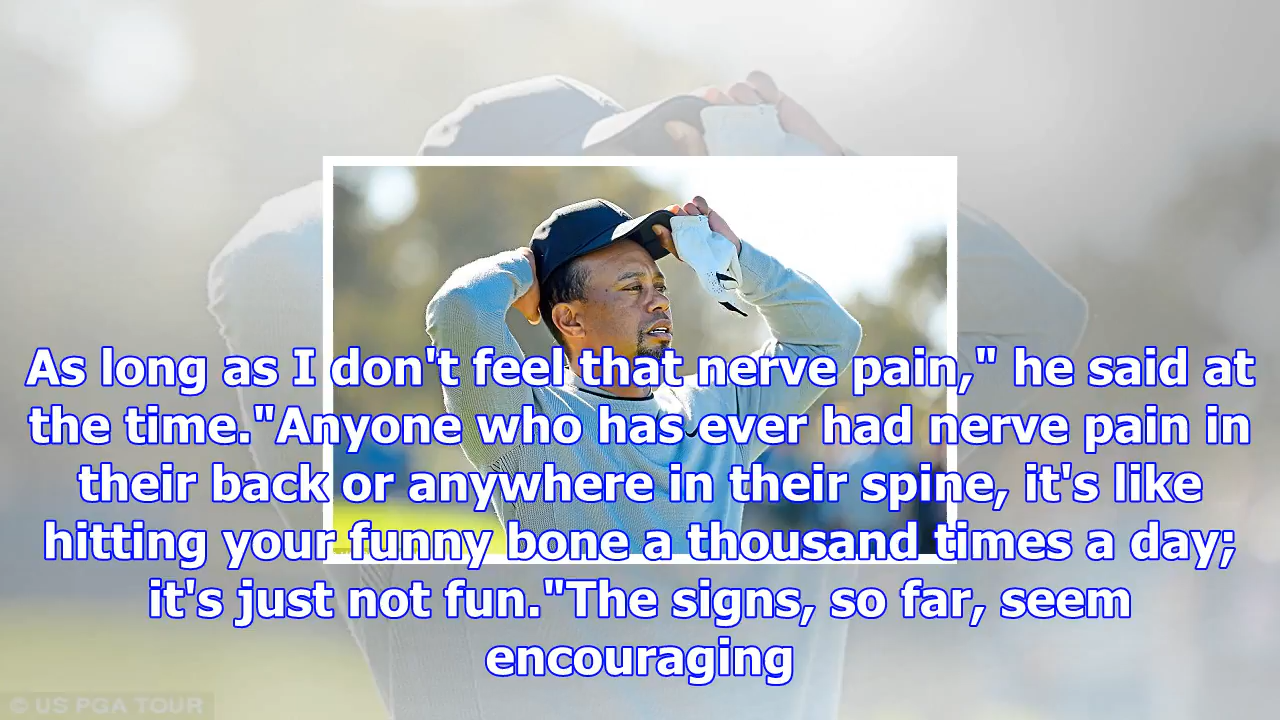 As long as I don't feel that nerve pain," he said at
the time."Anyone who has ever had nerve pain in
their back or anywhere in their spine, it's like
hitting your funny bone a thousand times a day;
it's just not fun."The signs, so far, seem
encouraging
© US PGA TOUR